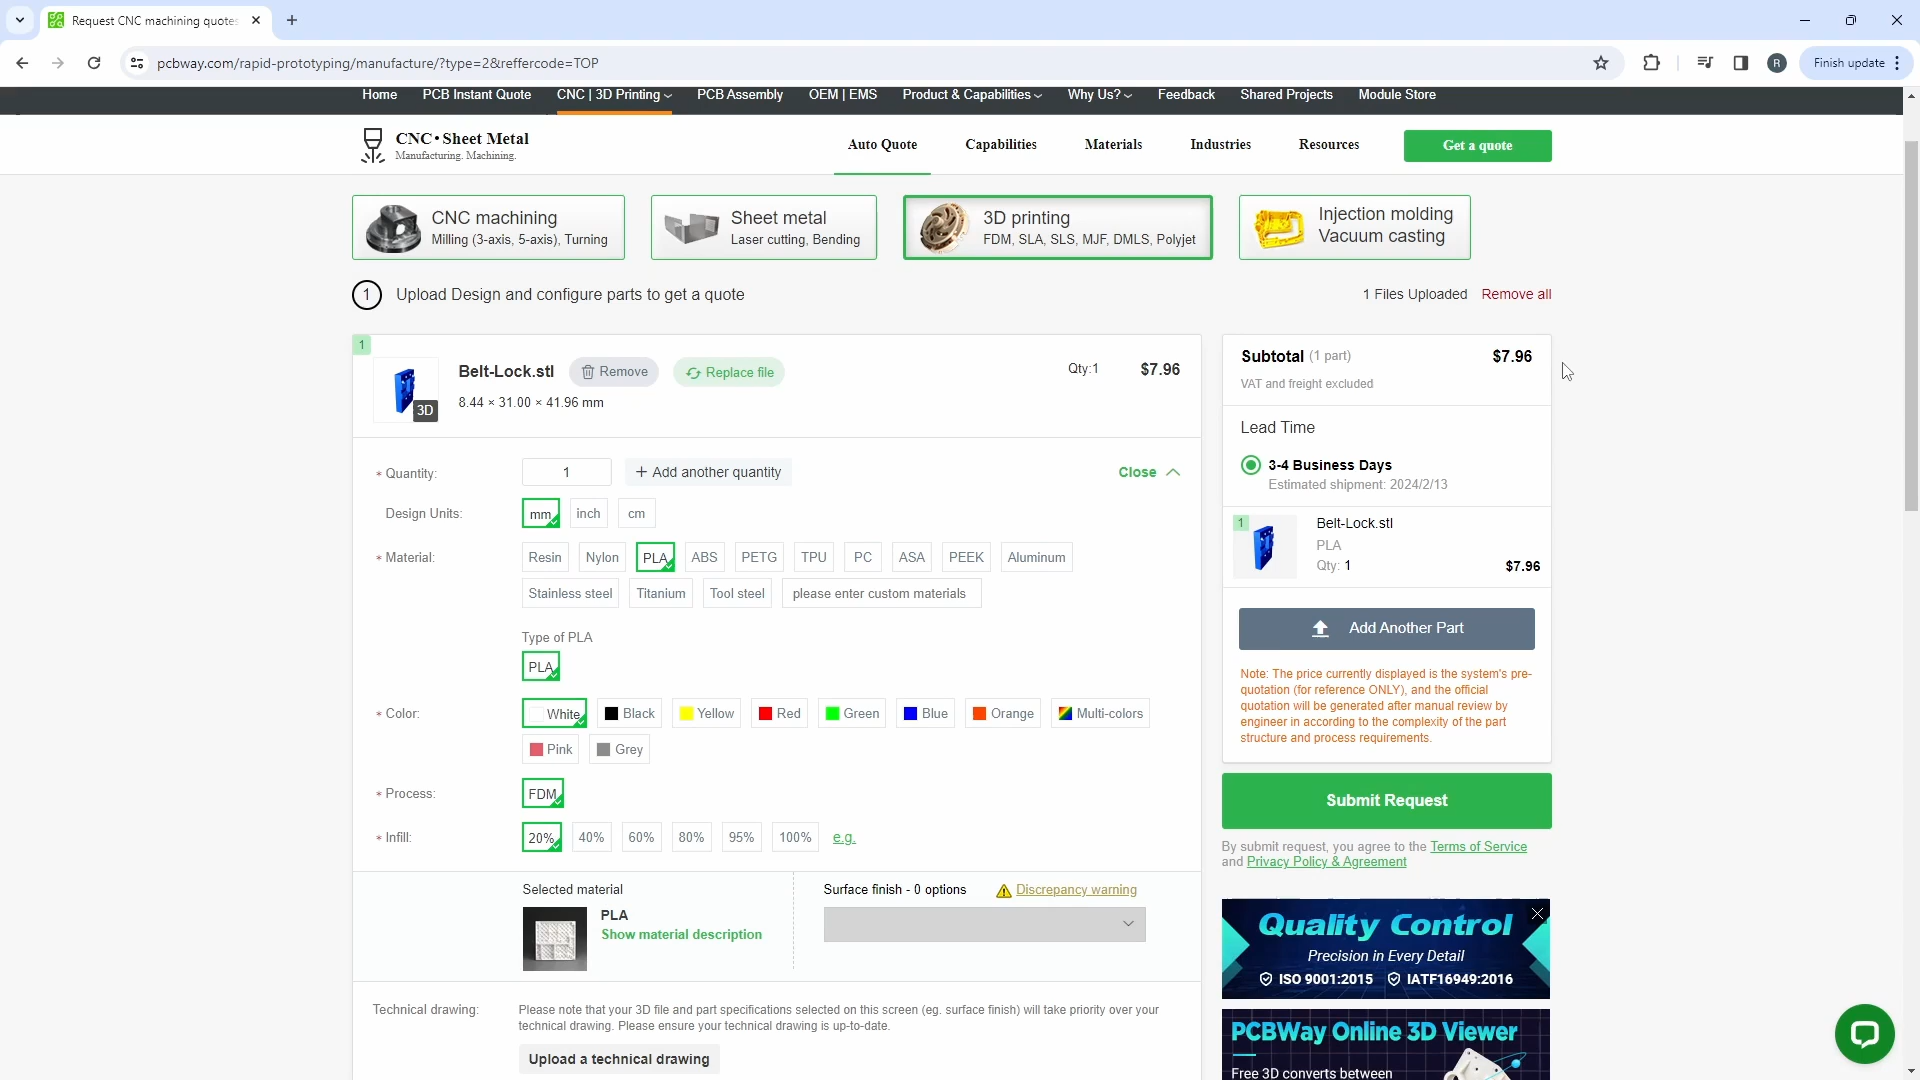 Request CNC machining quotes
pcbway.com/rapid-prototyping/manufacture/?type=2&reffercode=TOP
R
Finish update
Home
PCB Instant Quote
CNC | 3D Printing
PCB Assembly
OEM | EMS
Product & Capabilities
Why Us?
Feedback
Shared Projects
Module Store
CNC•Sheet Metal
Manufacturing. Machining.
Auto Quote
Capabilities
Materials
Industries
Resources
Get a quote
CNC machining
Milling (3-axis, 5-axis), Turning
Sheet metal
Laser cutting, Bending
3D printing
FDM, SLA, SLS, MJF, DMLS, Polyjet
Injection molding
Vacuum casting
1 Upload Design and configure parts to get a quote
1 Files Uploaded Remove all
1
3D
Belt-Lock.stl
Remove
Replace file
Qty:1
$7.96
8.44 × 31.00 × 41.96 mm
* Quantity:
1
+ Add another quantity
Close
Design Units:
mm inch cm
* Material:
Resin Nylon PLA ABS PETG TPU PC ASA PEEK Aluminum
Stainless steel Titanium Tool steel please enter custom materials
Type of PLA
PLA
* Color:
White Black Yellow Red Green Blue Orange Multi-colors
Pink Grey
* Process:
FDM
* Infill:
20% 40% 60% 80% 95% 100% e.g.
Selected material
PLA
Show material description
Surface finish - 0 options
Discrepancy warning
Technical drawing:
Please note that your 3D file and part specifications selected on this screen (eg. surface finish) will take priority over your
technical drawing. Please ensure your technical drawing is up-to-date.
Upload a technical drawing
Subtotal (1 part)
$7.96
VAT and freight excluded
Lead Time
3-4 Business Days
Estimated shipment: 2024/2/13
1
Belt-Lock.stl
PLA
Qty: 1
$7.96
Add Another Part
Note: The price currently displayed is the system's pre-
quotation (for reference ONLY), and the official
quotation will be generated after manual review by
engineer in according to the complexity of the part
structure and process requirements.
Submit Request
By submit request, you agree to the Terms of Service
and Privacy Policy & Agreement
Quality Control
Precision in Every Detail
ISO 9001:2015 IATF16949:2016
PCBWay Online 3D Viewer
Free 3D converts between